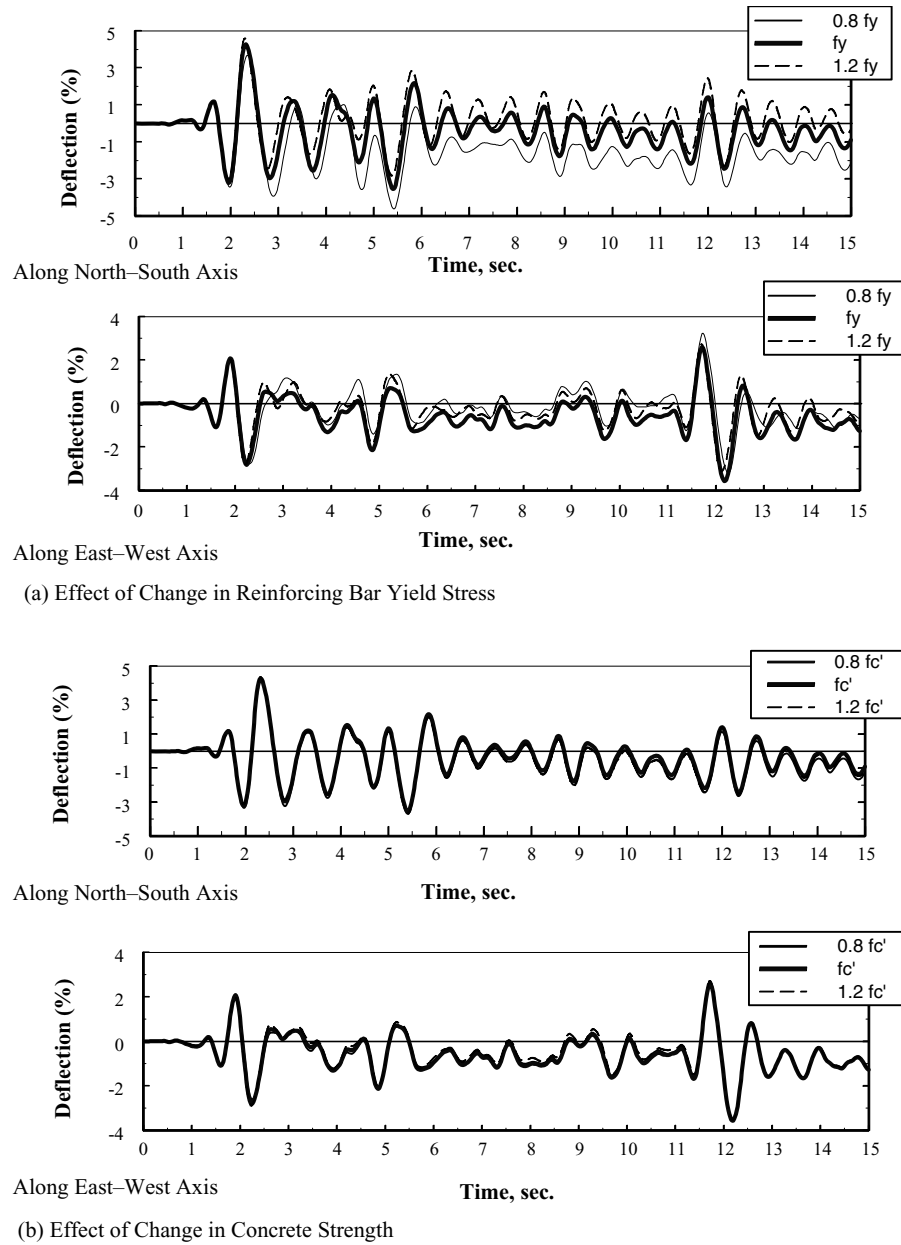 0.8 fy
fy
1.2 fy
Deflection (%)
5
3
1
-1
-3
-5
0 1 2 3 4 5 6 7 8 9 10 11 12 13 14 15
Time, sec.
Along North–South Axis
0.8 fy
fy
1.2 fy
Deflection (%)
4
2
0
-2
-4
0 1 2 3 4 5 6 7 8 9 10 11 12 13 14 15
Time, sec.
Along East–West Axis
(a) Effect of Change in Reinforcing Bar Yield Stress
0.8 fc'
fc'
1.2 fc'
Deflection (%)
5
3
1
-1
-3
-5
0 1 2 3 4 5 6 7 8 9 10 11 12 13 14 15
Along North–South Axis
Time, sec.
0.8 fc'
fc'
1.2 fc'
Deflection (%)
4
2
0
-2
-4
0 1 2 3 4 5 6 7 8 9 10 11 12 13 14 15
Along East–West Axis
Time, sec.
(b) Effect of Change in Concrete Strength